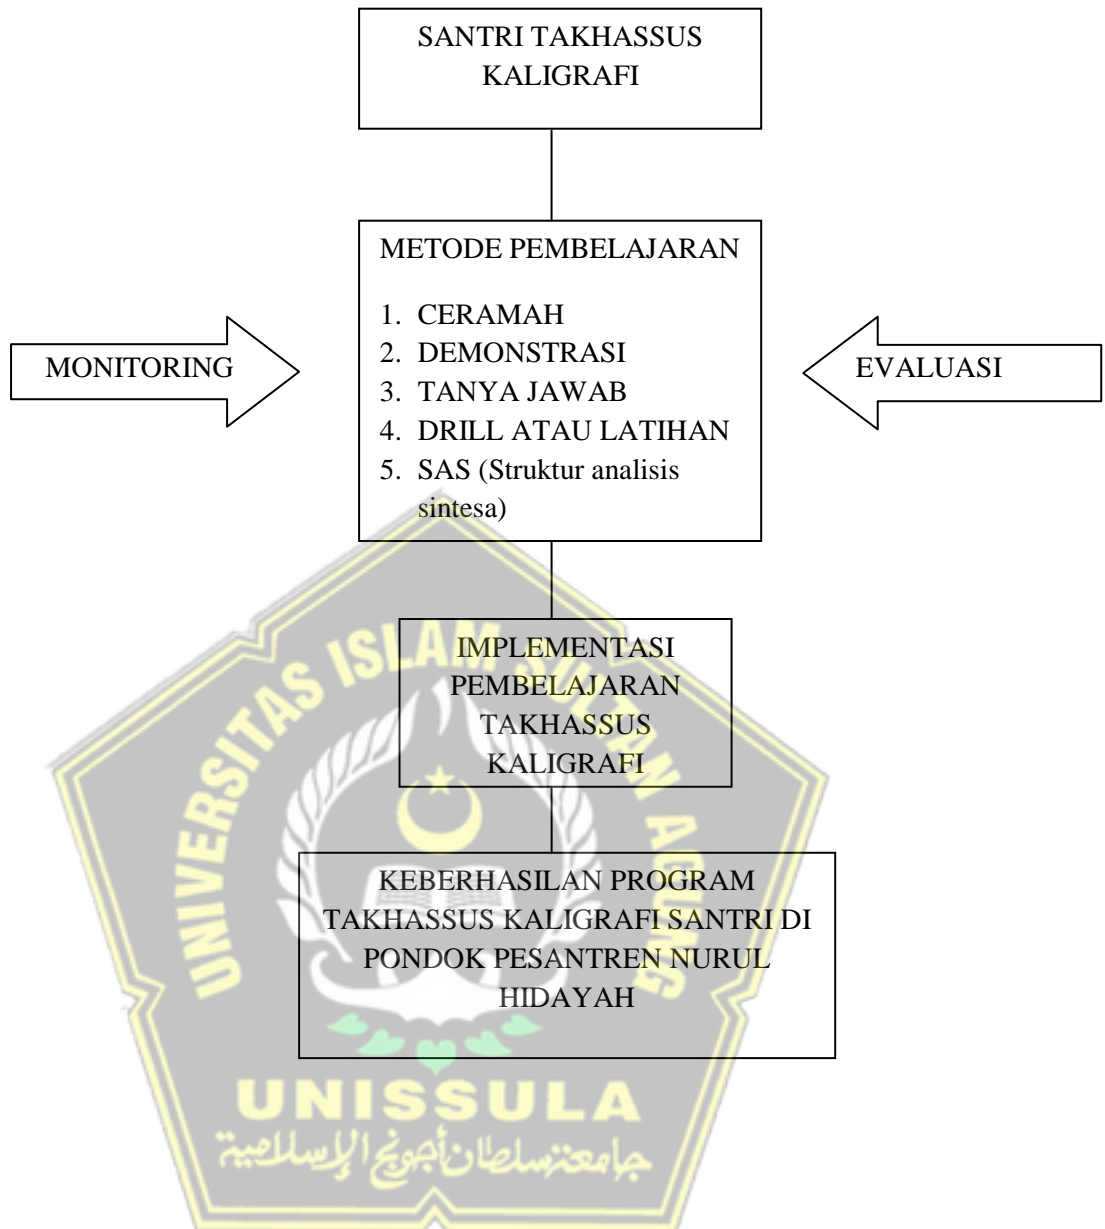 SANTRI TAKHASSUS
KALIGRAFI
METODE PEMBELAJARAN
1. CERAMAH
2. DEMONSTRASI
3. TANYA JAWAB
4. DRILL ATAU LATIHAN
5. SAS (Struktur analisis
sintesa)
MONITORING
EVALUASI
IMPLEMENTASI
PEMBELAJARAN
TAKHASSUS
KALIGRAFI
KEBERHASILAN PROGRAM
TAKHASSUS KALIGRAFI SANTRI DI
PONDOK PESANTREN NURUL
HIDAYAH
UNIVERSITAS ISLAM SULTAN AGUNG
UNISSULA
جامعة سلطان أجونج الإسلامية